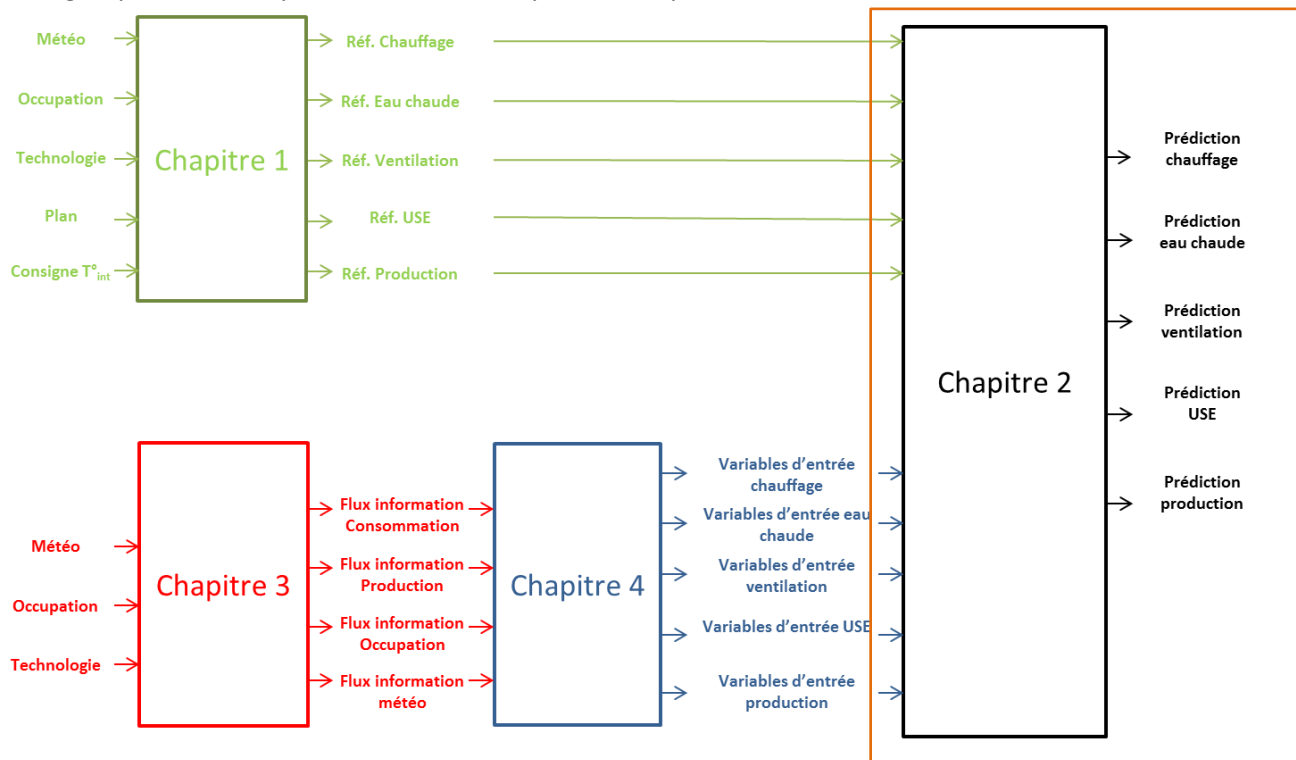 Météo
Occupation
Technologie
Plan
Consigne T°int
Chapitre 1
Réf. Chauffage
Réf. Eau chaude
Réf. Ventilation
Réf. USE
Réf. Production
Chapitre 2
Prédiction
chauffage
Prédiction
eau chaude
Prédiction
ventilation
Prédiction
USE
Prédiction
production
Météo
Occupation
Technologie
Chapitre 3
Flux information
Consommation
Flux information
Production
Flux information
Occupation
Flux information
météo
Chapitre 4
Variables d’entrée
chauffage
Variables d’entrée eau
chaude
Variables d’entrée
ventilation
Variables d’entrée USE
Variables d’entrée
production